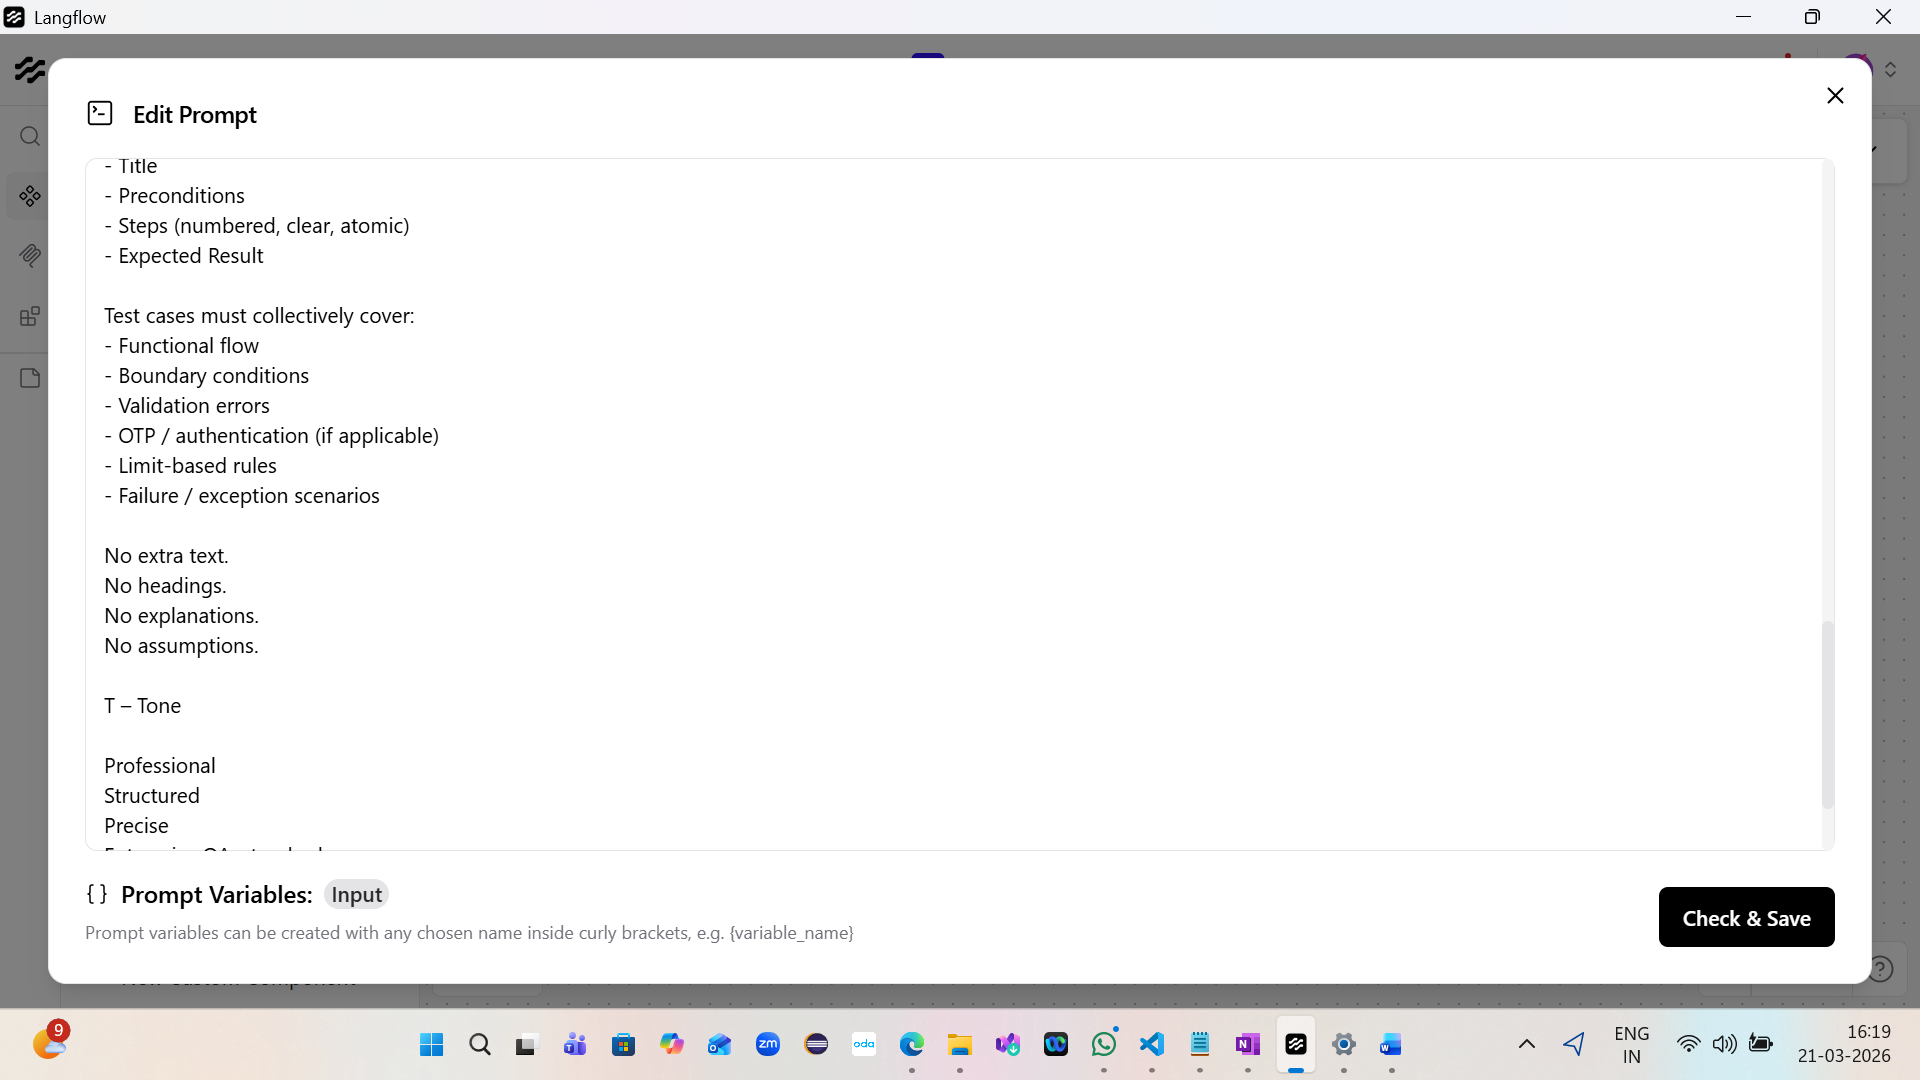 Langflow
Edit Prompt
- Title
- Preconditions
- Steps (numbered, clear, atomic)
- Expected Result
Test cases must collectively cover:
- Functional flow
- Boundary conditions
- Validation errors
- OTP / authentication (if applicable)
- Limit-based rules
- Failure / exception scenarios
No extra text.
No headings.
No explanations.
No assumptions.
T – Tone
Professional
Structured
Precise
{ } Prompt Variables: Input
Prompt variables can be created with any chosen name inside curly brackets, e.g. {variable_name}
Check & Save
?
9
zm
oda
ENG
IN
16:19
21-03-2026